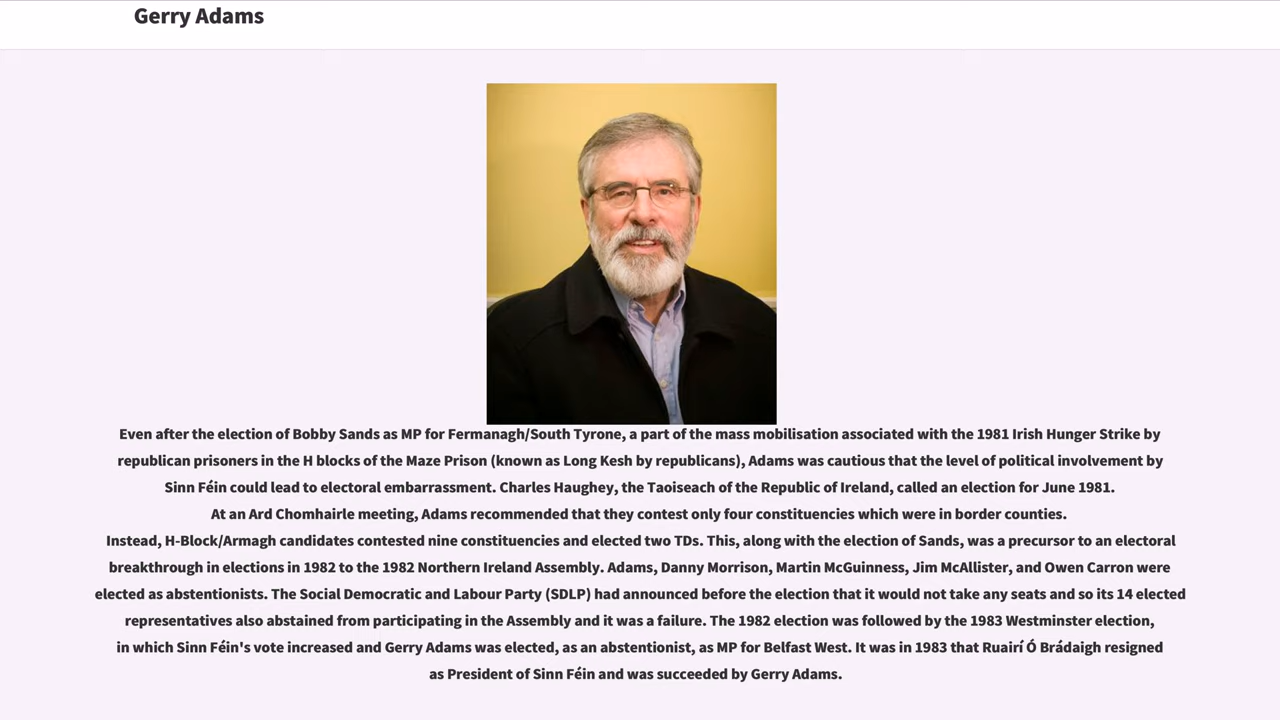 Gerry Adams
Even after the election of Bobby Sands as MP for Fermanagh/South Tyrone, a part of the mass mobilisation associated with the 1981 Irish Hunger Strike by
republican prisoners in the H blocks of the Maze Prison (known as Long Kesh by republicans), Adams was cautious that the level of political involvement by
Sinn Féin could lead to electoral embarrassment. Charles Haughey, the Taoiseach of the Republic of Ireland, called an election for June 1981.
At an Ard Chomhairle meeting, Adams recommended that they contest only four constituencies which were in border counties.
Instead, H-Block/Armagh candidates contested nine constituencies and elected two TDs. This, along with the election of Sands, was a precursor to an electoral
breakthrough in elections in 1982 to the 1982 Northern Ireland Assembly. Adams, Danny Morrison, Martin McGuinness, Jim McAllister, and Owen Carron were
elected as abstentionists. The Social Democratic and Labour Party (SDLP) had announced before the election that it would not take any seats and so its 14 elected
representatives also abstained from participating in the Assembly and it was a failure. The 1982 election was followed by the 1983 Westminster election,
in which Sinn Féin's vote increased and Gerry Adams was elected, as an abstentionist, as MP for Belfast West. It was in 1983 that Ruairí Ó Brádaigh resigned
as President of Sinn Féin and was succeeded by Gerry Adams.